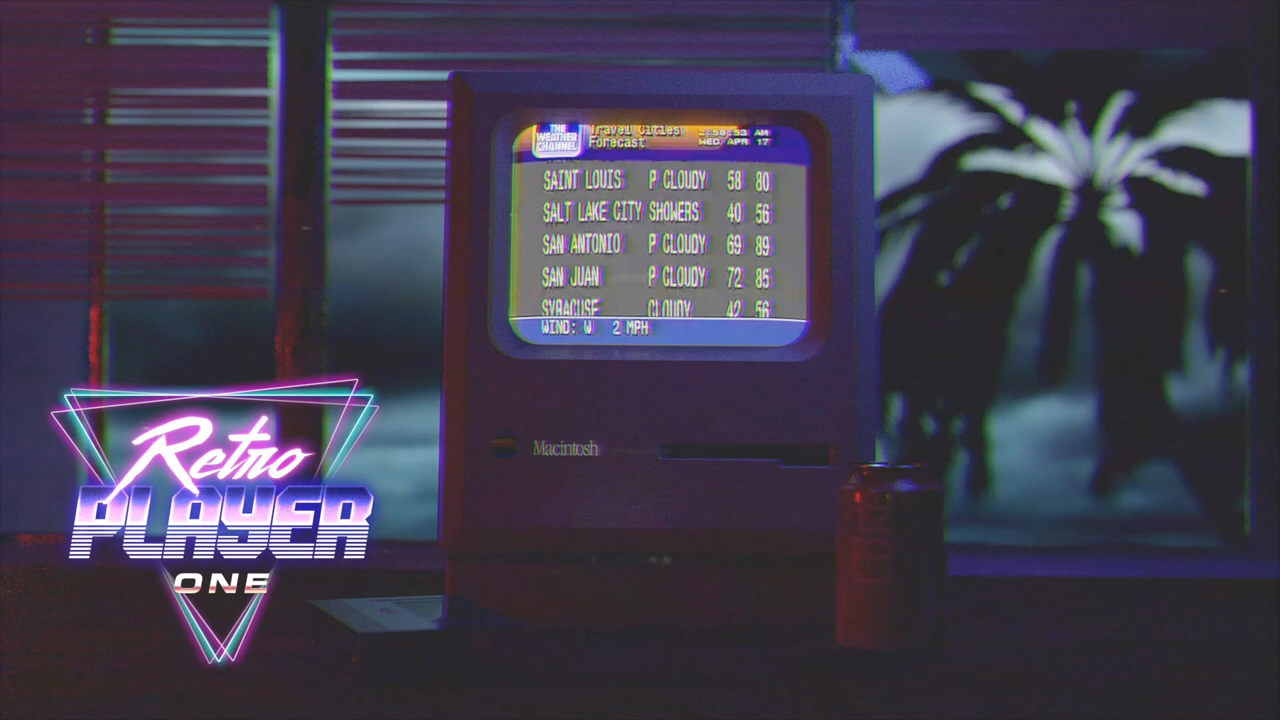 THE
WEATHER
CHANNEL
Travel Cities
Forecast
2:58:53 AM
WED APR 17
SAINT LOUIS P CLOUDY 58 80
SALT LAKE CITY SHOWERS 40 56
SAN ANTONIO P CLOUDY 69 89
SAN JUAN P CLOUDY 72 85
SYRACUSE CLOUDY 42 56
WIND: W 2 MPH
Macintosh
Retro
PLAYER
ONE